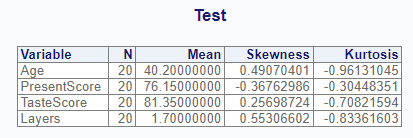 Test
Variable N Mean Skewness Kurtosis
Age 20 40.20000000 0.49070401 -0.96131045
PresentScore 20 76.15000000 -0.36762986 -0.30448351
TasteScore 20 81.35000000 0.25698724 -0.70821594
Layers 20 1.70000000 0.55306602 -0.83361603